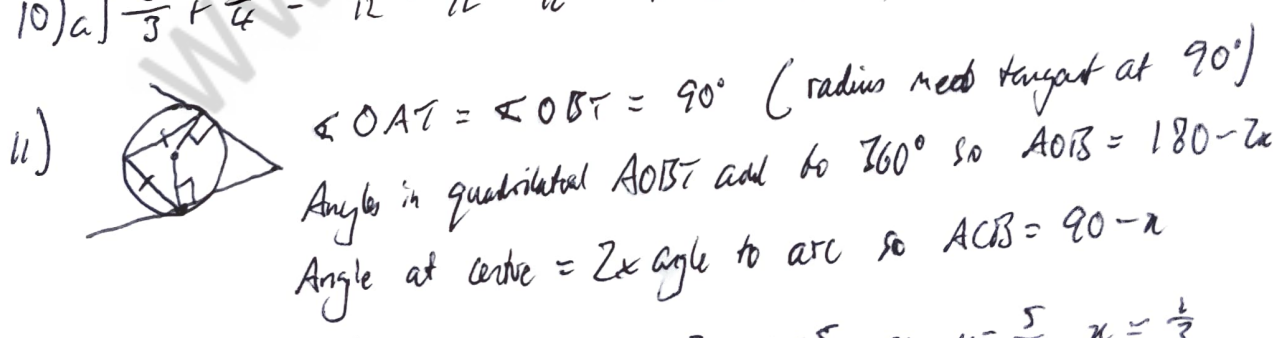 10)a)
11) ∡OAT = ∡OBT = 90° (radius meets tangent at 90°)
Angles in quadrilateral AOBT add to 360° so AOB = 180-2x
Angle at centre = 2x angle to arc so ACB = 90-x